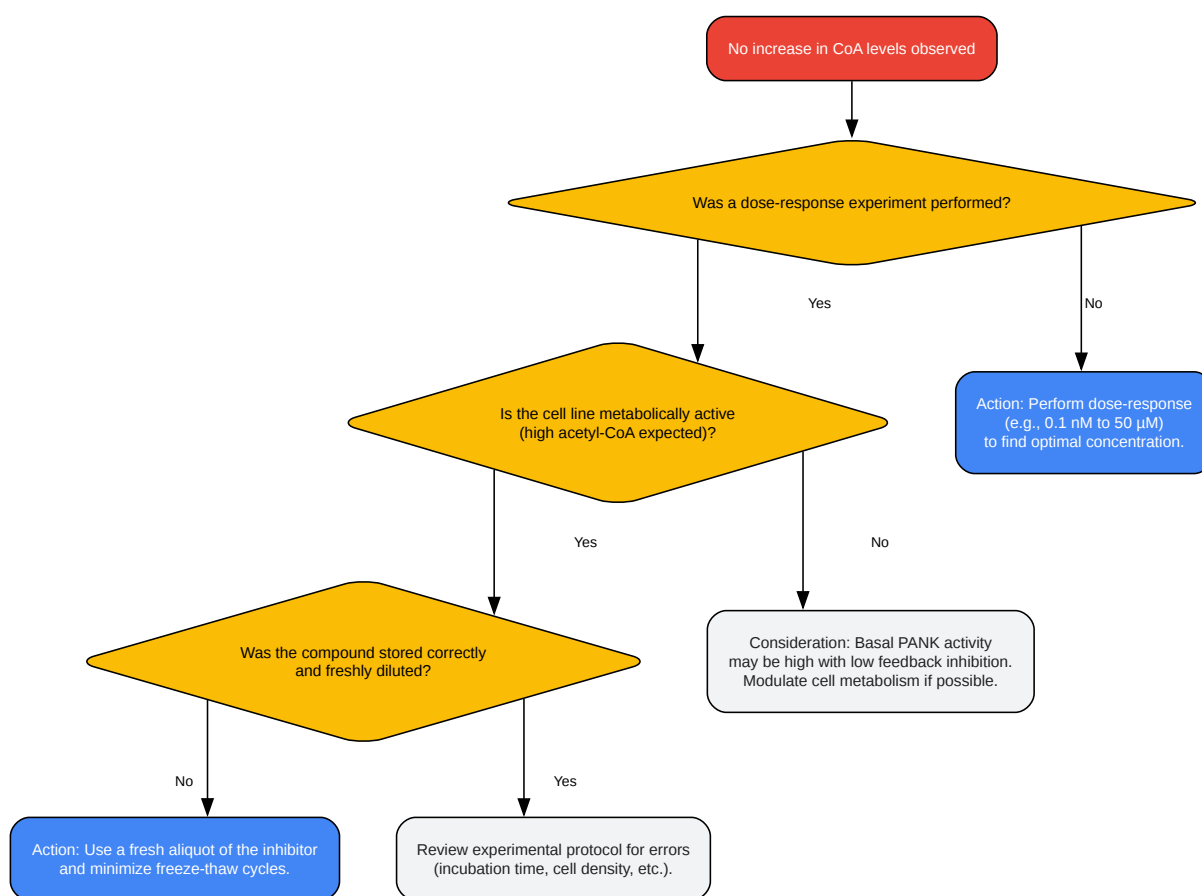 No increase in CoA levels observed
Was a dose-response experiment performed?
Yes
No
Is the cell line metabolically active
(high acetyl-CoA expected)?
Action: Perform dose-response
(e.g., 0.1 nM to 50 µM)
to find optimal concentration.
Yes
No
Was the compound stored correctly
and freshly diluted?
Consideration: Basal PANK activity
may be high with low feedback inhibition.
Modulate cell metabolism if possible.
No
Yes
Action: Use a fresh aliquot of the inhibitor
and minimize freeze-thaw cycles.
Review experimental protocol for errors
(incubation time, cell density, etc.).